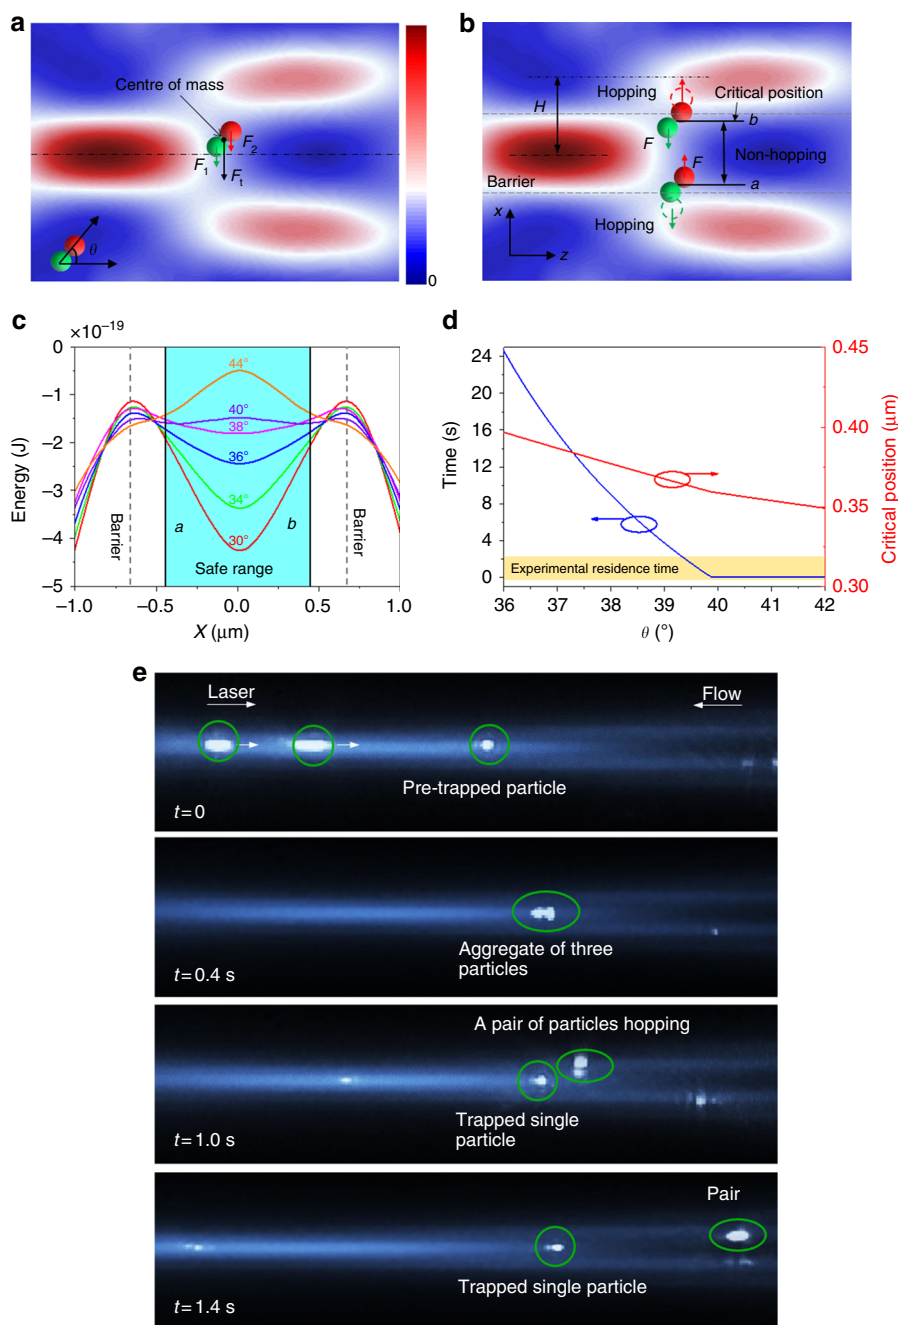 a
Centre of mass
F₁
F₂
Fₜ
θ
0
b
H
Hopping
Critical position
b
F
Non-hopping
F
a
Barrier
x
z
Hopping
c
×10⁻¹⁹
0
–1
–2
–3
–4
–5
Energy (J)
44°
40°
38°
36°
34°
30°
Barrier
a
b
Barrier
Safe range
–1.0
–0.5
0.0
0.5
1.0
X (μm)
d
24
20
16
12
8
4
0
Time (s)
0.45
0.40
0.35
0.30
Critical position (μm)
Experimental residence time
36
37
38
39
40
41
42
θ (°)
e
Laser
Flow
Pre-trapped particle
t=0
Aggregate of three
particles
t=0.4 s
A pair of particles hopping
Trapped single
particle
t=1.0 s
Pair
Trapped single particle
t=1.4 s